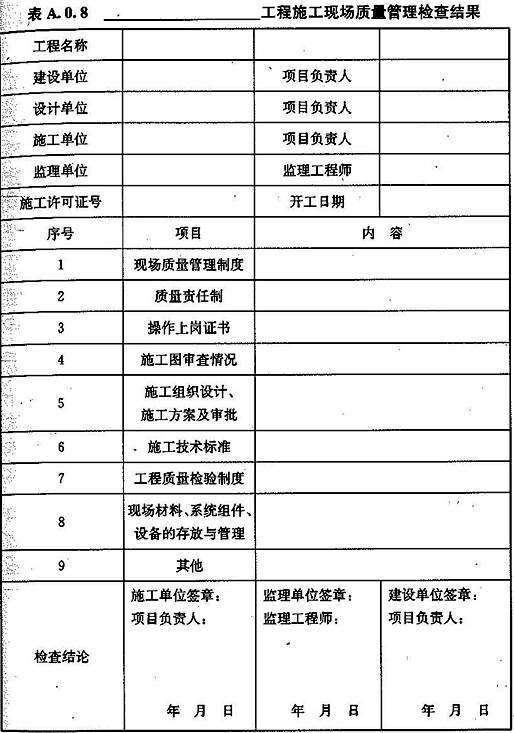 表 A.0.8 ____________工程施工现场质量管理检查结果
工程名称
建设单位 项目负责人
设计单位 项目负责人
施工单位 项目负责人
监理单位 监理工程师
施工许可证号 开工日期
序号 项目 内 容
1 现场质量管理制度
2 质量责任制
3 操作上岗证书
4 施工图审查情况
5 施工组织设计、
施工方案及审批
6 施工技术标准
7 工程质量检验制度
8 现场材料、系统组件、
设备的存放与管理
9 其他
检查结论
施工单位签章：
项目负责人：
年 月 日
监理单位签章：
监理工程师：
年 月 日
建设单位签章：
项目负责人：
年 月 日